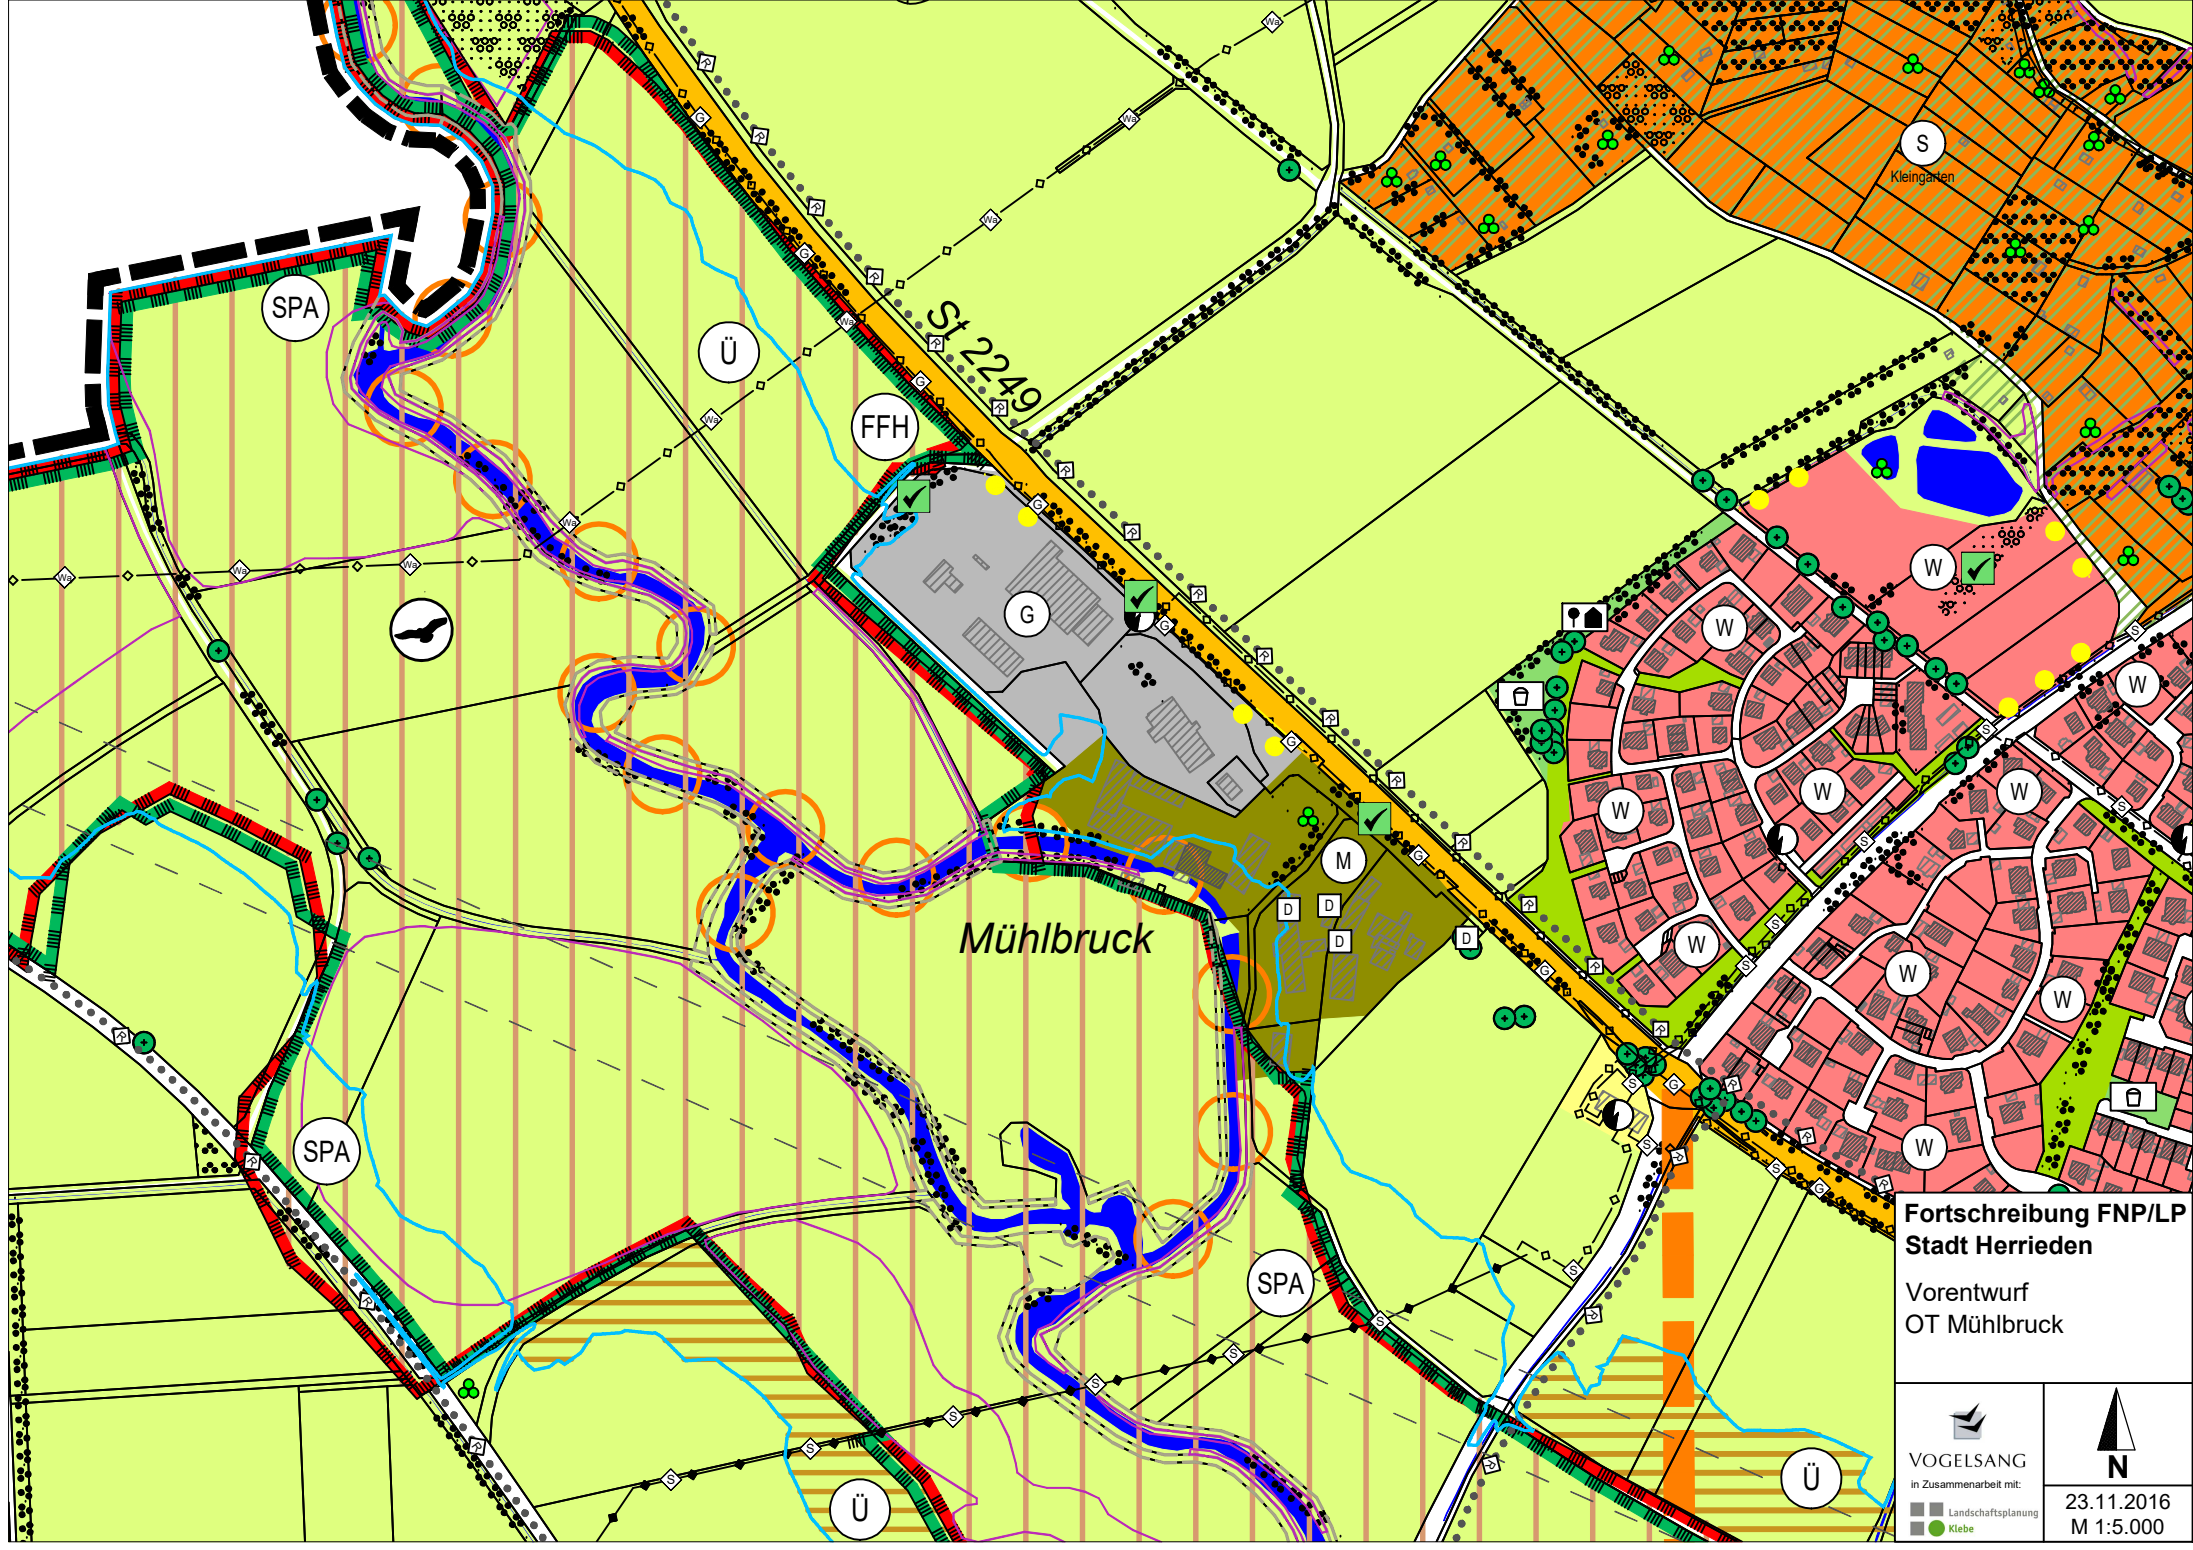 S
Kleingärten
SPA
Ü
St 2249
FFH
G
W
W
W
W
W
W
W
M
D
D
D
D
Mühlbruck
W
W
W
W
SPA
SPA
Ü
Ü
Fortschreibung FNP/LP
Stadt Herrieden
Vorentwurf
OT Mühlbruck
VOGELSANG
in Zusammenarbeit mit:
Landschaftsplanung
Klebe
N
23.11.2016
M 1:5.000